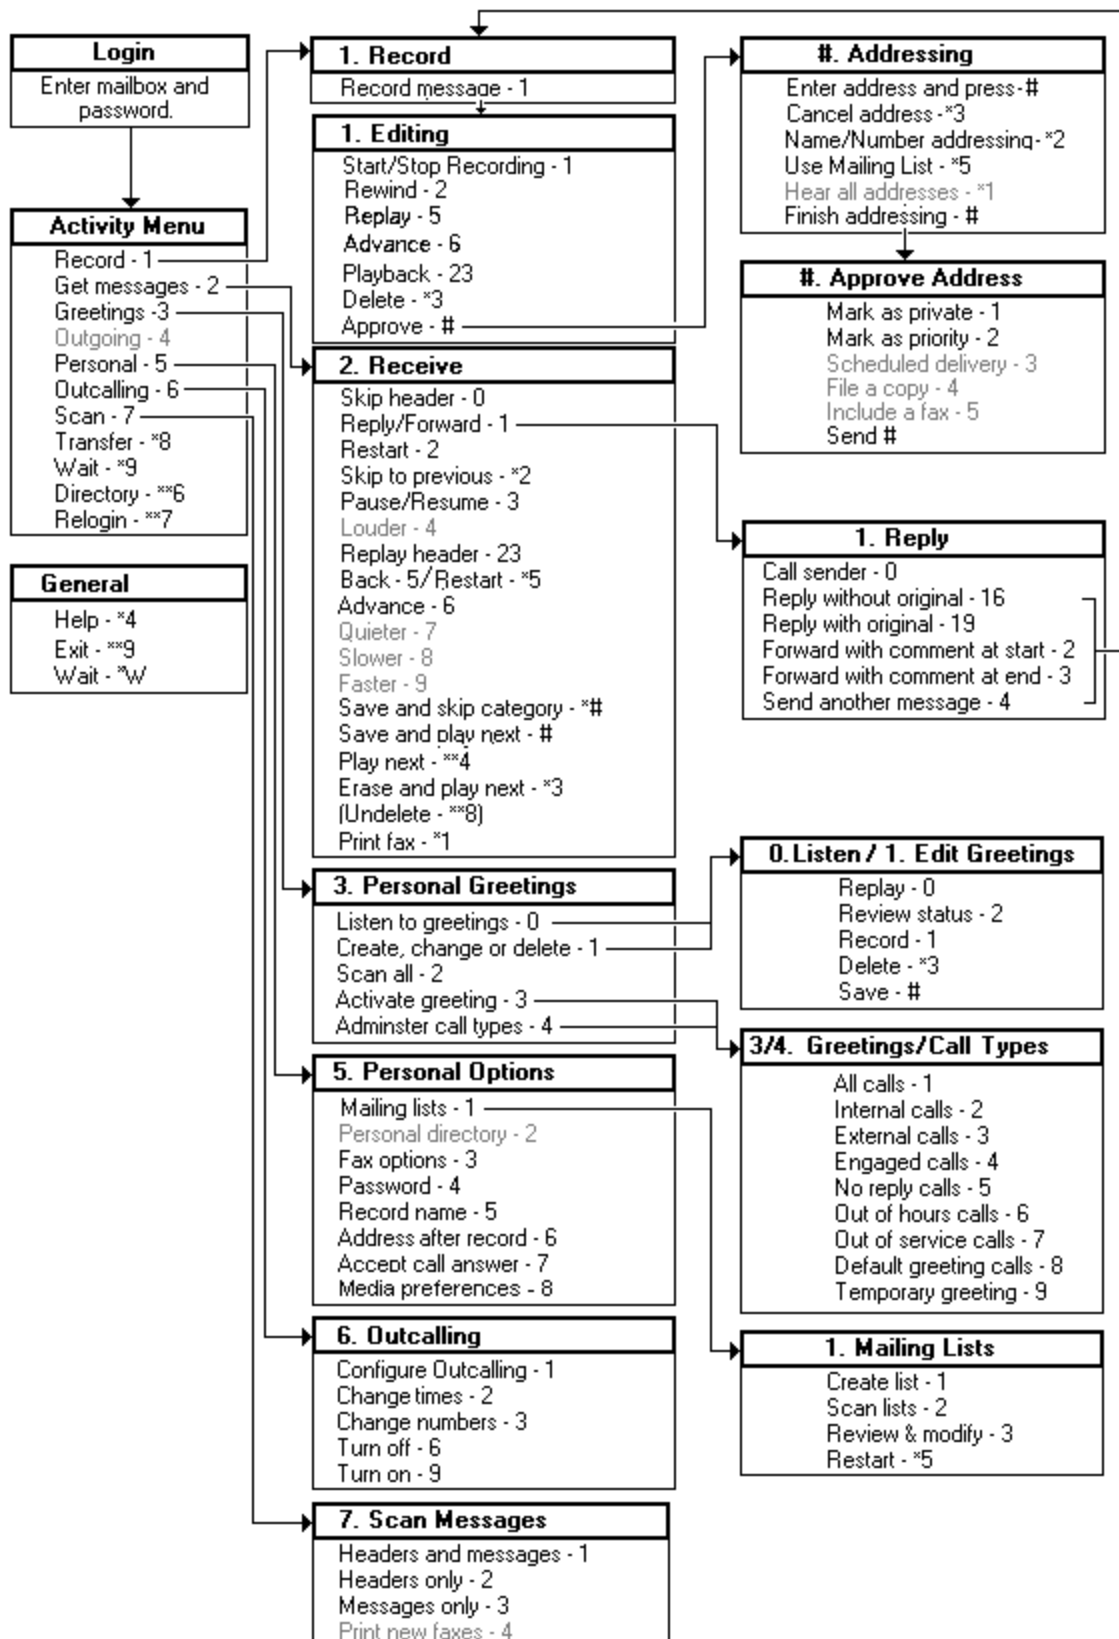 Login
Enter mailbox and
password.
Activity Menu
Record - 1
Get messages - 2
Greetings -3
Outgoing - 4
Personal - 5
Outcalling - 6
Scan - 7
Transfer - *8
Wait - *9
Directory - **6
Relogin - **7
General
Help - *4
Exit - **9
Wait - *W
1. Record
Record message - 1
1. Editing
Start/Stop Recording - 1
Rewind - 2
Replay - 5
Advance - 6
Playback - 23
Delete - *3
Approve - #
2. Receive
Skip header - 0
Reply/Forward - 1
Restart - 2
Skip to previous - *2
Pause/Resume - 3
Louder - 4
Replay header - 23
Back - 5/Restart - *5
Advance - 6
Quieter - 7
Slower - 8
Faster - 9
Save and skip category - *#
Save and play next - #
Play next - **4
Erase and play next - *3
(Undelete - **8)
Print fax - *1
3. Personal Greetings
Listen to greetings - 0
Create, change or delete - 1
Scan all - 2
Activate greeting - 3
Adminster call types - 4
5. Personal Options
Mailing lists - 1
Personal directory - 2
Fax options - 3
Password - 4
Record name - 5
Address after record - 6
Accept call answer - 7
Media preferences - 8
6. Outcalling
Configure Outcalling - 1
Change times - 2
Change numbers - 3
Turn off - 6
Turn on - 9
7. Scan Messages
Headers and messages - 1
Headers only - 2
Messages only - 3
Print new faxes - 4
#. Addressing
Enter address and press- #
Cancel address -*3
Name/Number addressing- *2
Use Mailing List - *5
Hear all addresses - *1
Finish addressing - #
#. Approve Address
Mark as private - 1
Mark as priority - 2
Scheduled delivery - 3
File a copy - 4
Include a fax - 5
Send #
1. Reply
Call sender - 0
Reply without original - 16
Reply with original - 19
Forward with comment at start - 2
Forward with comment at end - 3
Send another message - 4
0. Listen / 1. Edit Greetings
Replay - 0
Review status - 2
Record - 1
Delete - *3
Save - #
3/4. Greetings/Call Types
All calls - 1
Internal calls - 2
External calls - 3
Engaged calls - 4
No reply calls - 5
Out of hours calls - 6
Out of service calls - 7
Default greeting calls - 8
Temporary greeting - 9
1. Mailing Lists
Create list - 1
Scan lists - 2
Review & modify - 3
Restart - *5